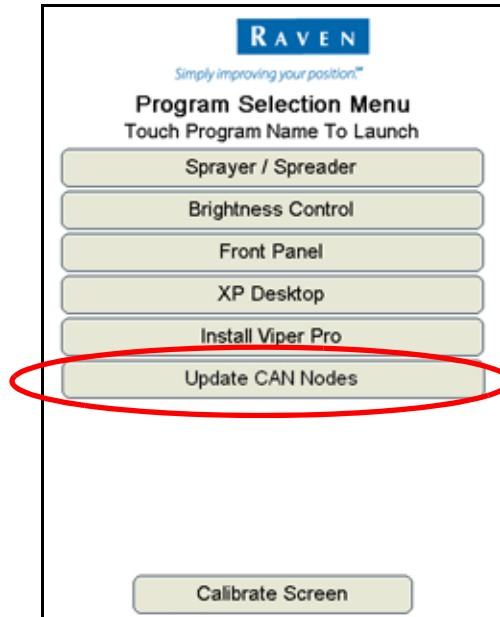 RAVEN
Simply improving your position.℠
Program Selection Menu
Touch Program Name To Launch
Sprayer / Spreader
Brightness Control
Front Panel
XP Desktop
Install Viper Pro
Update CAN Nodes
Calibrate Screen